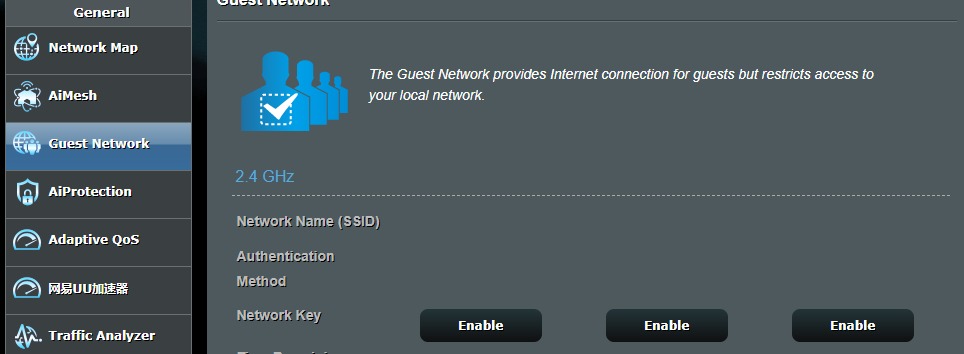 General
Guest Network
Network Map
AiMesh
Guest Network
AiProtection
Adaptive QoS
网易UU加速器
Traffic Analyzer
The Guest Network provides Internet connection for guests but restricts access to
your local network.
2.4 GHz
Network Name (SSID)
Authentication
Method
Network Key
Enable
Enable
Enable